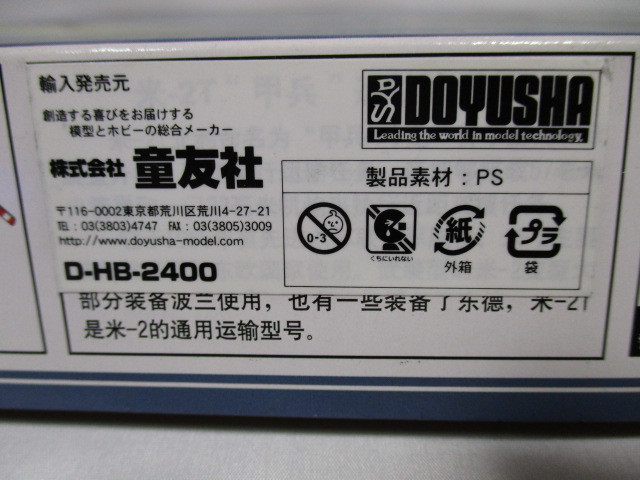 米-2T"甲兵"
輸入発売元
創造する喜びをお届けする
模型とホビーの総合メーカー
株式会社 童友社
〒116-0002東京都荒川区荒川4-27-21
TEL 03(3803)4747 FAX 03(3805)3009
http://www.doyusha-model.com
D-HB-2400
DSY DOYUSHA
Leading the world in model technology.
製品素材：PS
0-3
くちにいれない
紙
外箱
プラ
袋
部分装备波兰使用，也有一些装备了东德，米-2T
是米-2的通用运输型号。